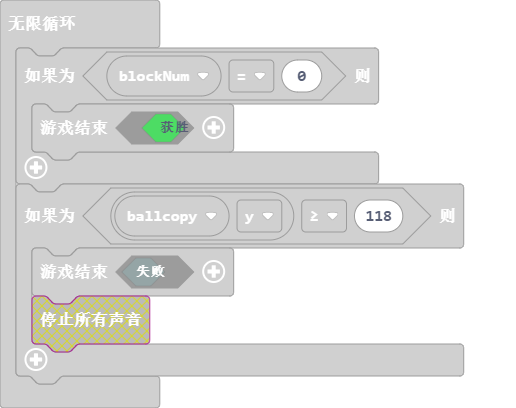 无限循环
如果为 blockNum = 0 则
游戏结束 获胜
如果为 ballcopy y ≥ 118 则
游戏结束 失败
停止所有声音